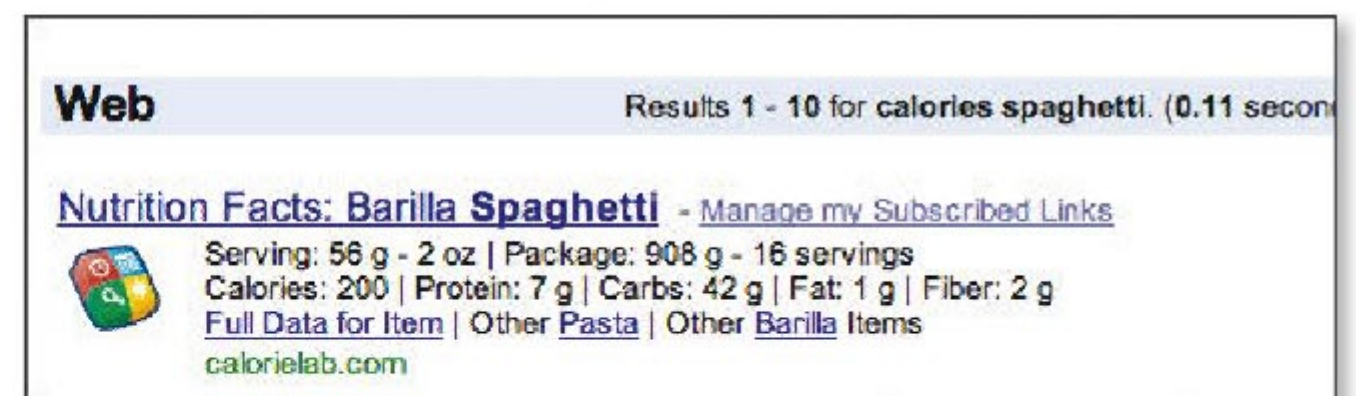 Web
Results 1 - 10 for calories spaghetti. (0.11 secon
Nutrition Facts: Barilla Spaghetti - Manage my Subscribed Links
Serving: 56 g - 2 oz | Package: 908 g - 16 servings
Calories: 200 | Protein: 7 g | Carbs: 42 g | Fat: 1 g | Fiber: 2 g
Full Data for Item | Other Pasta | Other Barilla Items
calorielab.com